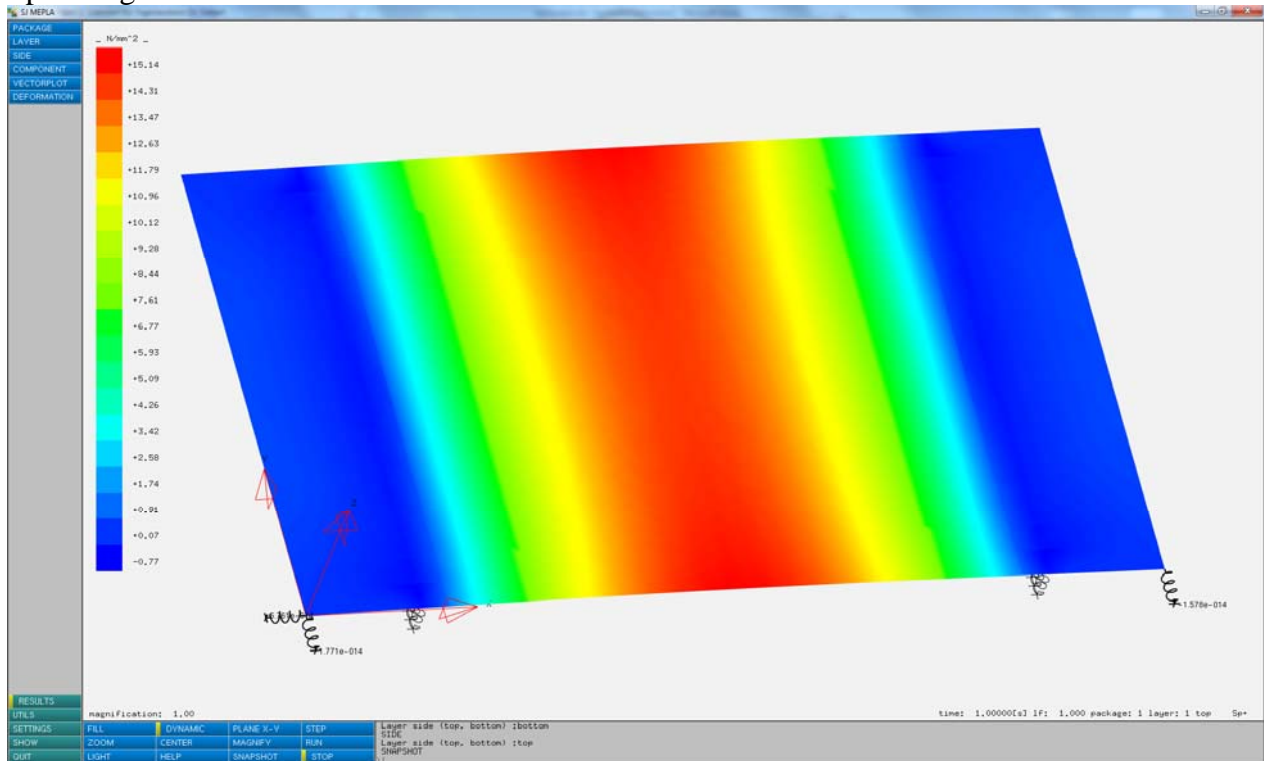 SJ MEPLA
PACKAGE
LAYER
SIDE
COMPONENT
VECTORPLOT
DEFORMATION
_ N/mm^2 _
+15.14
+14.31
+13.47
+12.63
+11.79
+10.96
+10.12
+9.28
+8.44
+7.61
+6.77
+5.93
+5.09
+4.26
+3.42
+2.58
+1.74
+0.91
+0.07
-0.77
Z
X
1.771e-014
1.578e-014
RESULTS
UTILS
SETTINGS
SHOW
QUIT
magnification: 1.00
time: 1.00000[s] lf: 1.000 package: 1 layer: 1 top Sp+
FILL DYNAMIC PLANE X-Y STEP
ZOOM CENTER MAGNIFY RUN
LIGHT HELP SNAPSHOT STOP
Layer side (top, bottom) :bottom
SIDE
Layer side (top, bottom) :top
SNAPSHOT